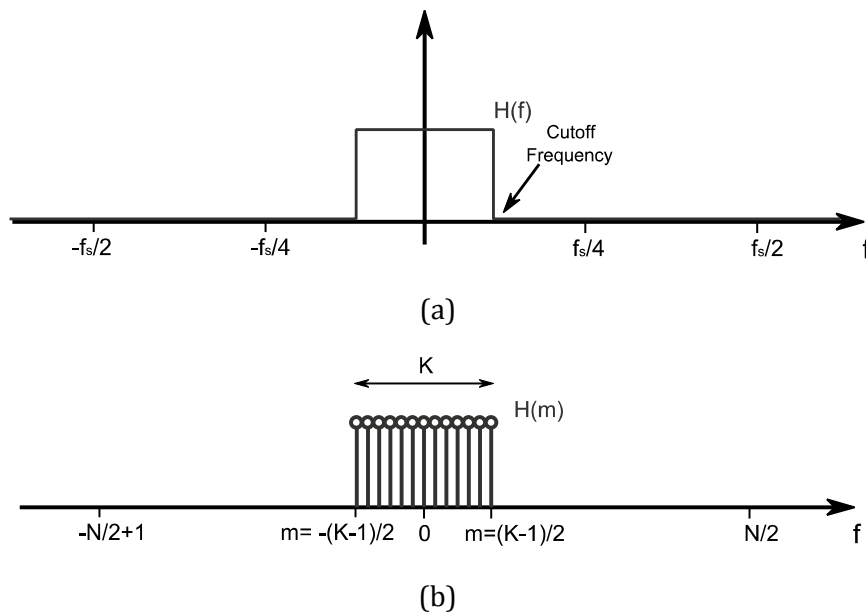 H(f)
Cutoff
Frequency
-fₛ/2
-fₛ/4
fₛ/4
fₛ/2
f
(a)
K
H(m)
-N/2+1
m= -(K-1)/2
0
m=(K-1)/2
N/2
f
(b)